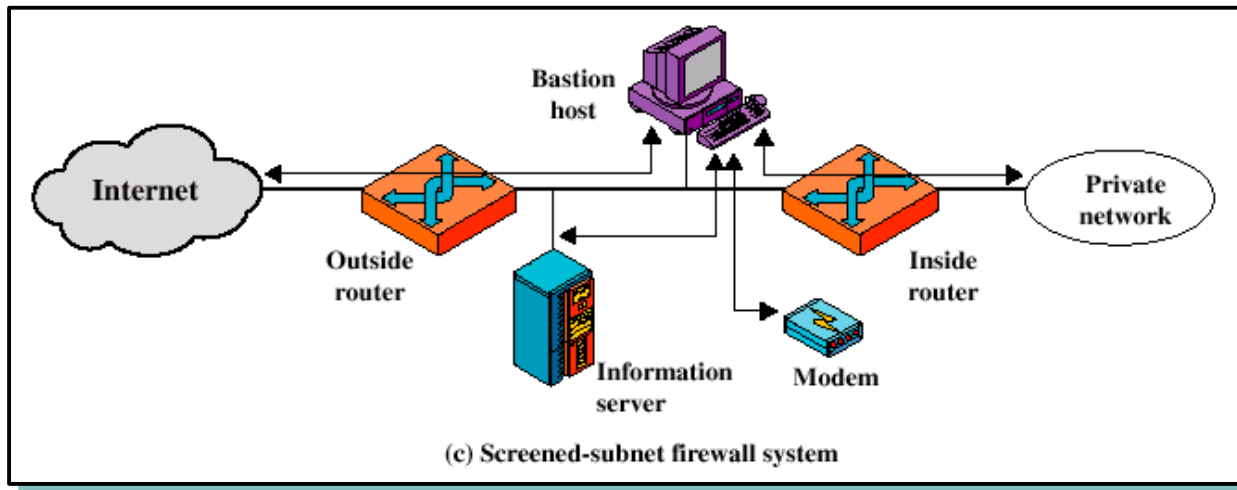 Bastion
host
Internet
Private
network
Outside
router
Inside
router
Information
server
Modem
(c) Screened-subnet firewall system